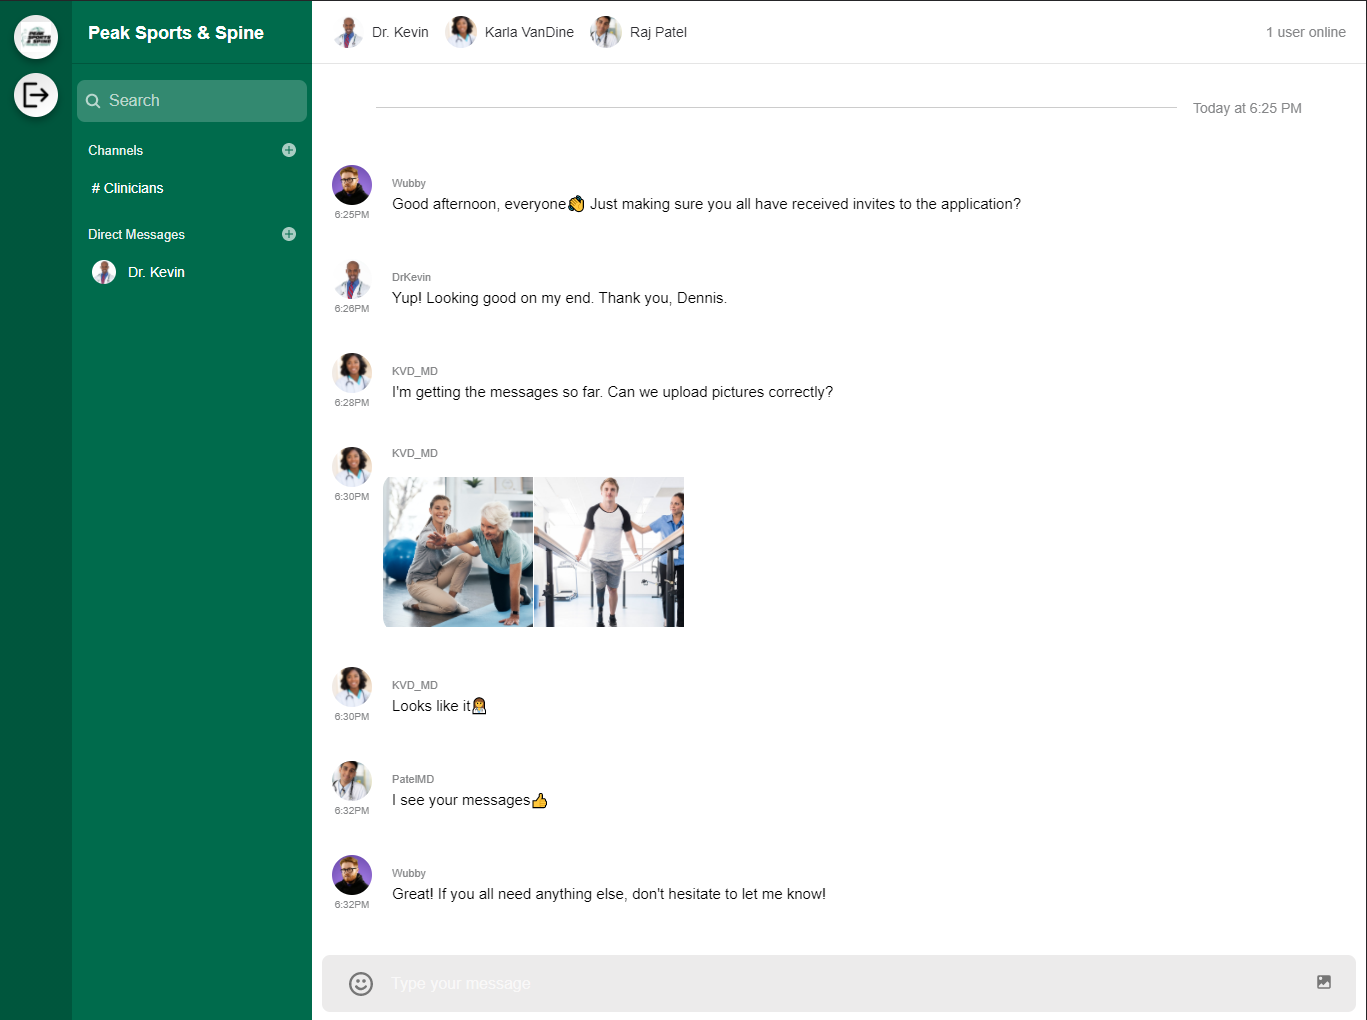 PEAK SPORTS & SPINE
Peak Sports & Spine
Search
Channels
# Clinicians
Direct Messages
Dr. Kevin
Dr. Kevin
Karla VanDine
Raj Patel
1 user online
Today at 6:25 PM
Wubby
Good afternoon, everyone👋 Just making sure you all have received invites to the application?
6:25PM
DrKevin
Yup! Looking good on my end. Thank you, Dennis.
6:26PM
KVD_MD
I'm getting the messages so far. Can we upload pictures correctly?
6:28PM
KVD_MD
6:30PM
KVD_MD
Looks like it👩‍⚕️
6:30PM
PatelMD
I see your messages👍
6:32PM
Wubby
Great! If you all need anything else, don't hesitate to let me know!
6:32PM
Type your message